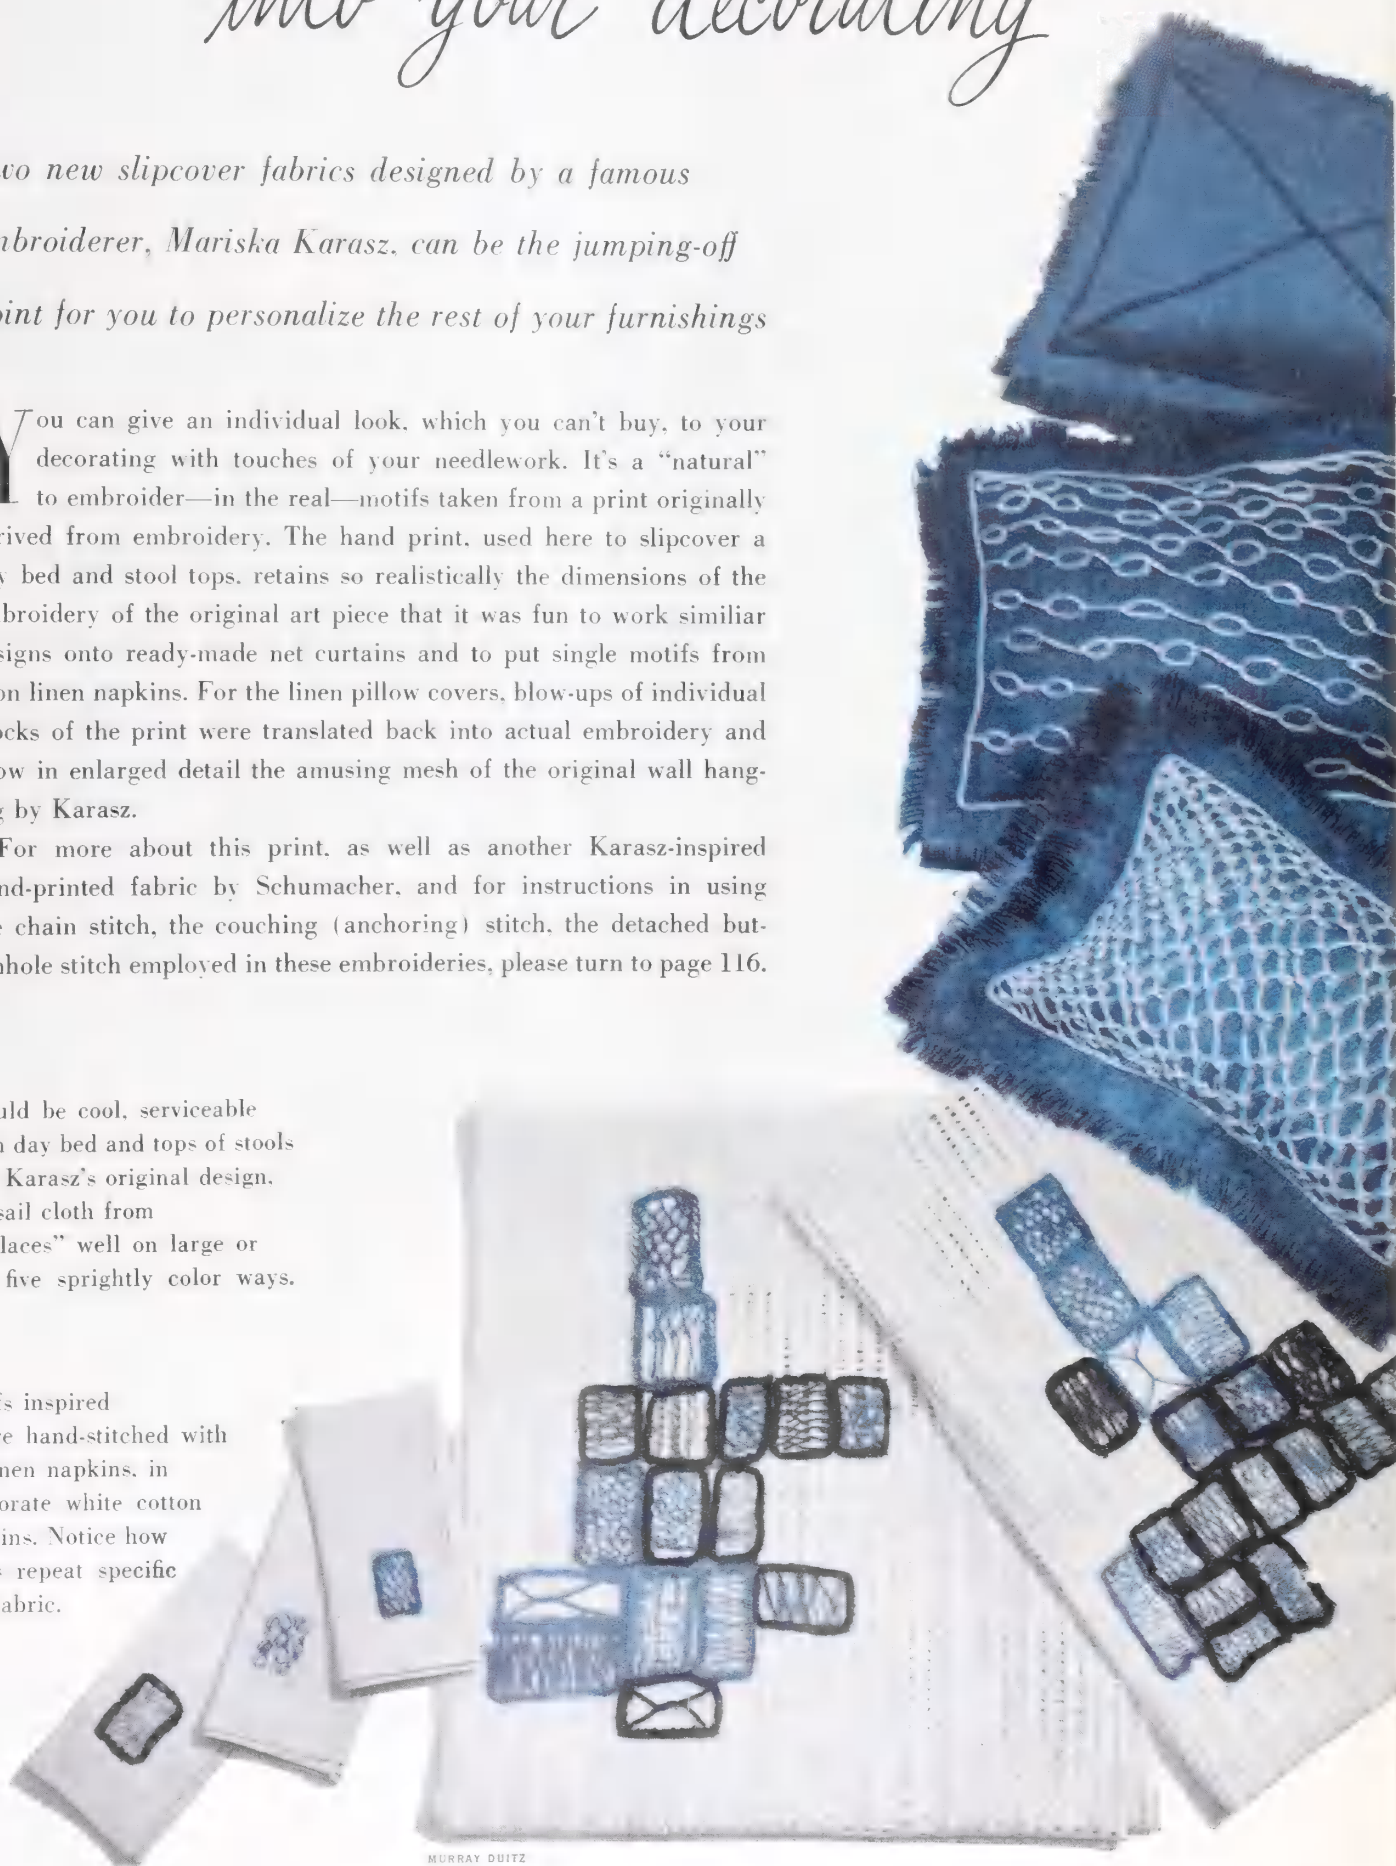 into your decorating
wo new slipcover fabrics designed by a famous
nbroiderer, Mariska Karasz, can be the jumping-off
oint for you to personalize the rest of your furnishings
You can give an individual look, which you can't buy, to your
decorating with touches of your needlework. It's a “natural”
to embroider—in the real—motifs taken from a print originally
rived from embroidery. The hand print, used here to slipcover a
y bed and stool tops, retains so realistically the dimensions of the
broidery of the original art piece that it was fun to work similiar
signs onto ready-made net curtains and to put single motifs from
on linen napkins. For the linen pillow covers, blow-ups of individual
ocks of the print were translated back into actual embroidery and
ow in enlarged detail the amusing mesh of the original wall hang-
g by Karasz.
For more about this print, as well as another Karasz-inspired
nd-printed fabric by Schumacher, and for instructions in using
e chain stitch, the couching (anchoring) stitch, the detached but-
nhole stitch employed in these embroideries, please turn to page 116.
uld be cool, serviceable
n day bed and tops of stools
Karasz's original design,
sail cloth from
laces” well on large or
five sprightly color ways.
fs inspired
re hand-stitched with
nen napkins, in
orate white cotton
ins. Notice how
s repeat specific
abric.
MURRAY DUITZ